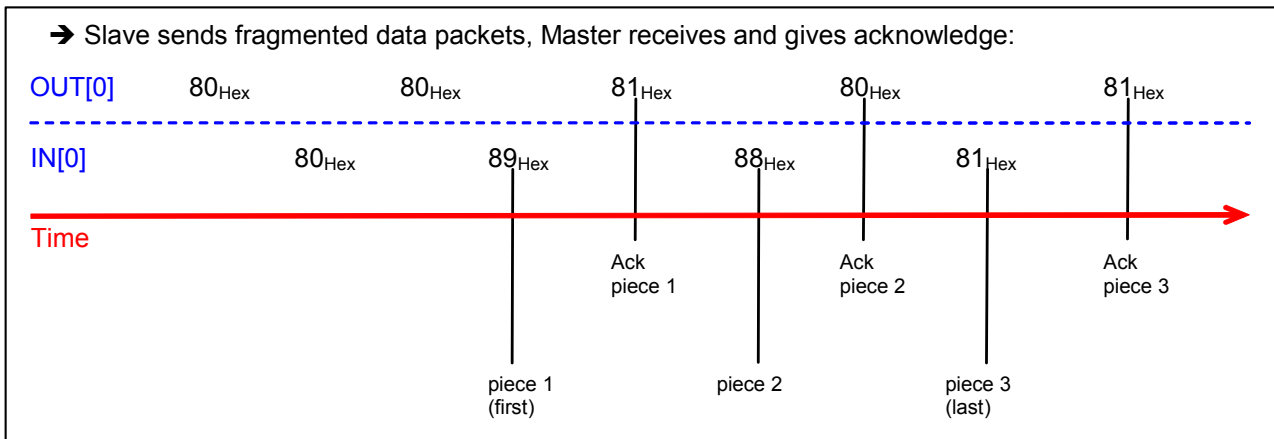 ➔ Slave sends fragmented data packets, Master receives and gives acknowledge:
OUT[0] 80Hex 80Hex 81Hex 80Hex 81Hex
IN[0] 80Hex 89Hex 88Hex 81Hex
Time
Ack
piece 1
Ack
piece 2
Ack
piece 3
piece 1
(first)
piece 2
piece 3
(last)